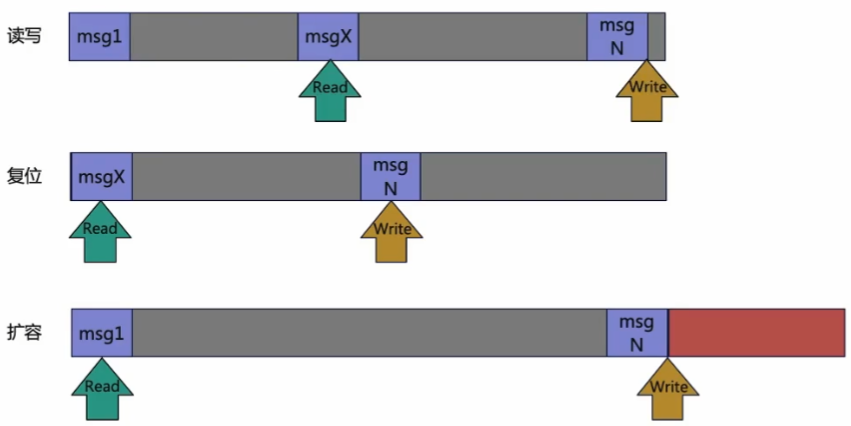 读写
msg1
msgX
msg
N
Read
Write
复位
msgX
msg
N
Read
Write
扩容
msg1
msg
N
Read
Write